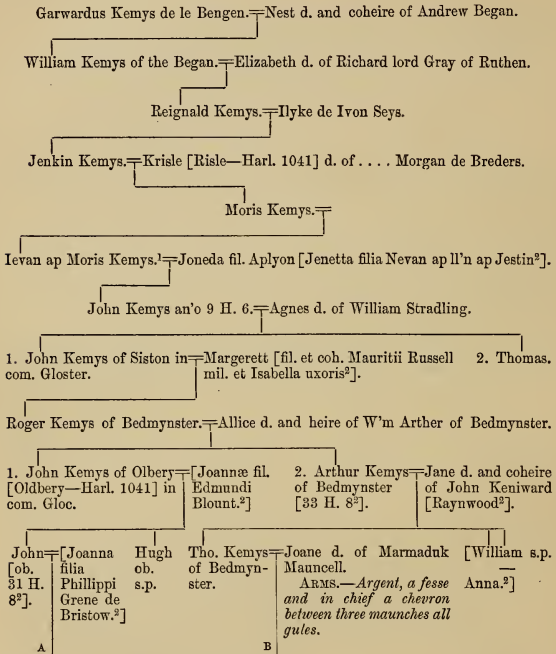 Garwardus Kemys de le Bengen.=Nest d. and coheire of Andrew Began.
William Kemys of the Began.=Elizabeth d. of Richard lord Gray of Ruthen.
Reignald Kemys.=Ilyke de Ivon Seys.
Jenkin Kemys.=Krisle [Risle—Harl. 1041] d. of . . . . Morgan de Breders.
Moris Kemys.=
Ievan ap Moris Kemys.¹=Joneda fil. Aplyon [Jenetta filia Nevan ap ll'n ap Jestin²].
John Kemys an'o 9 H. 6.=Agnes d. of William Stradling.
1. John Kemys of Siston in=Margerett [fil. et coh. Mauritii Russell 2. Thomas.
com. Gloster. mil. et Isabella uxoris²].
Roger Kemys of Bedmynster.=Allice d. and heire of W'm Arther of Bedmynster.
1. John Kemys of Olbery=[Joannæ fil. 2. Arthur Kemys=Jane d. and coheire
[Oldbery—Harl. 1041] in Edmundi of Bedmynster of John Keniward
com. Gloc. Blount.²] [33 H. 8²]. [Raynwood²].
John=[Joanna Hugh Tho. Kemys=Joane d. of Marmaduk [William s.p.
[ob. filia ob. of Bedmyn- Mauncell. —
31 H. Phillippi s.p. ster. ARMS.—Argent, a fesse Anna.²]
8²]. Grene de and in chief a chevron
Bristow.²] between three maunches all
gules.
A B